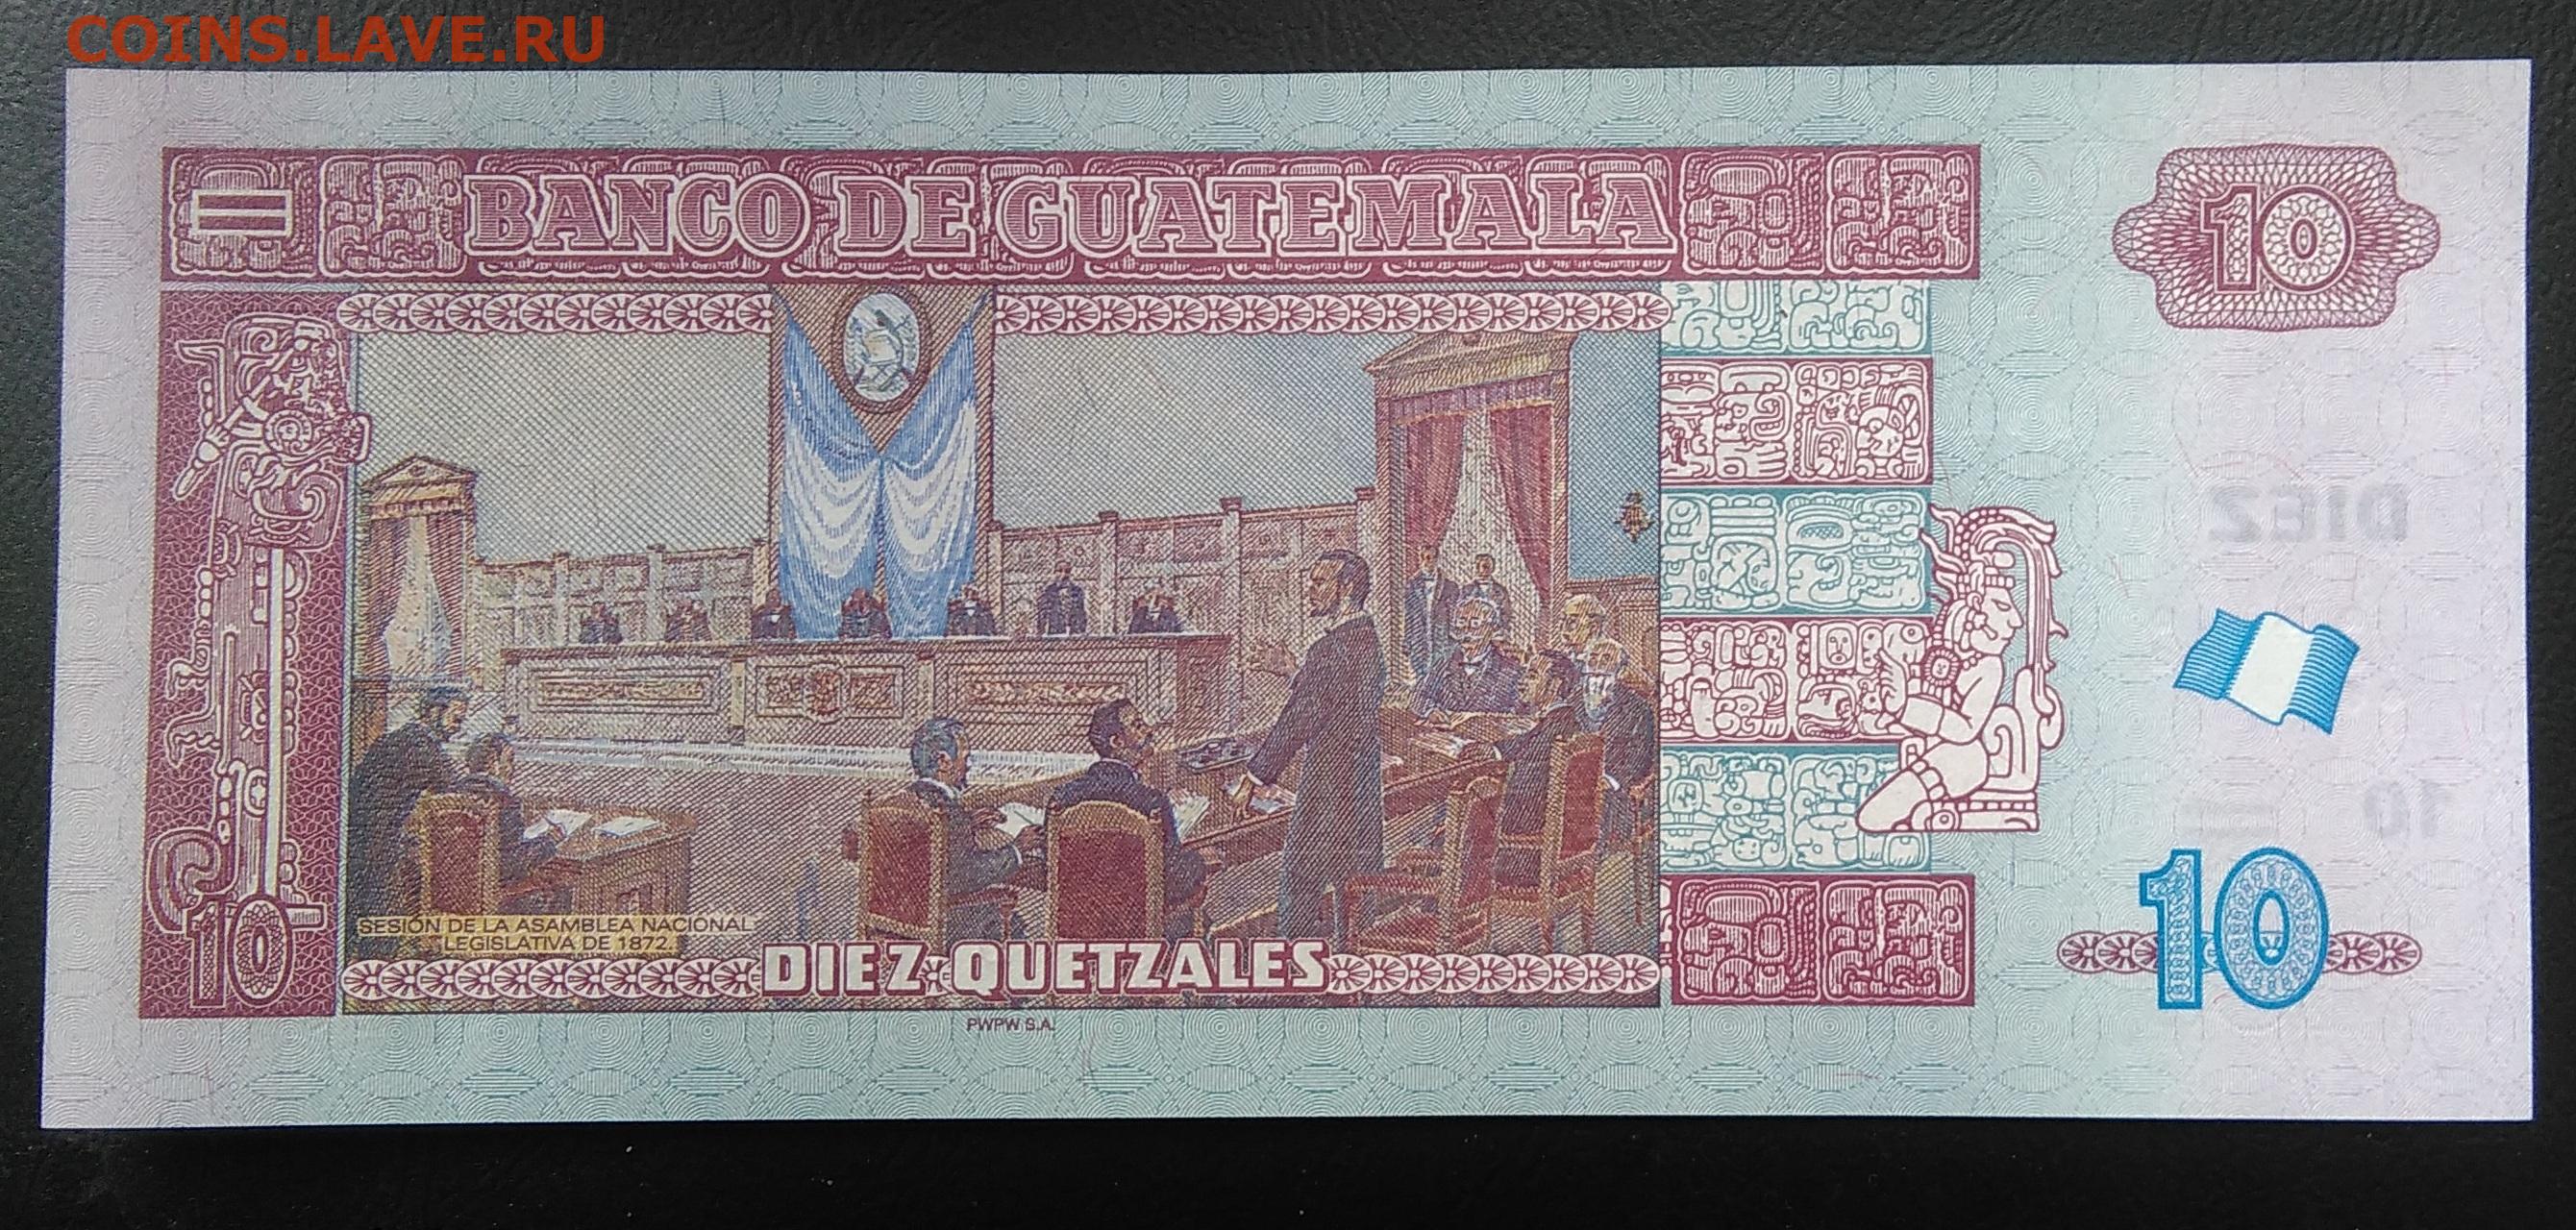 COINS.LAVE.RU
BANCO DE GUATEMALA
10
DIEZ
10
SESIÓN DE LA ASAMBLEA NACIONAL
LEGISLATIVA DE 1872.
10
DIEZ QUETZALES
10
PWPW S.A.